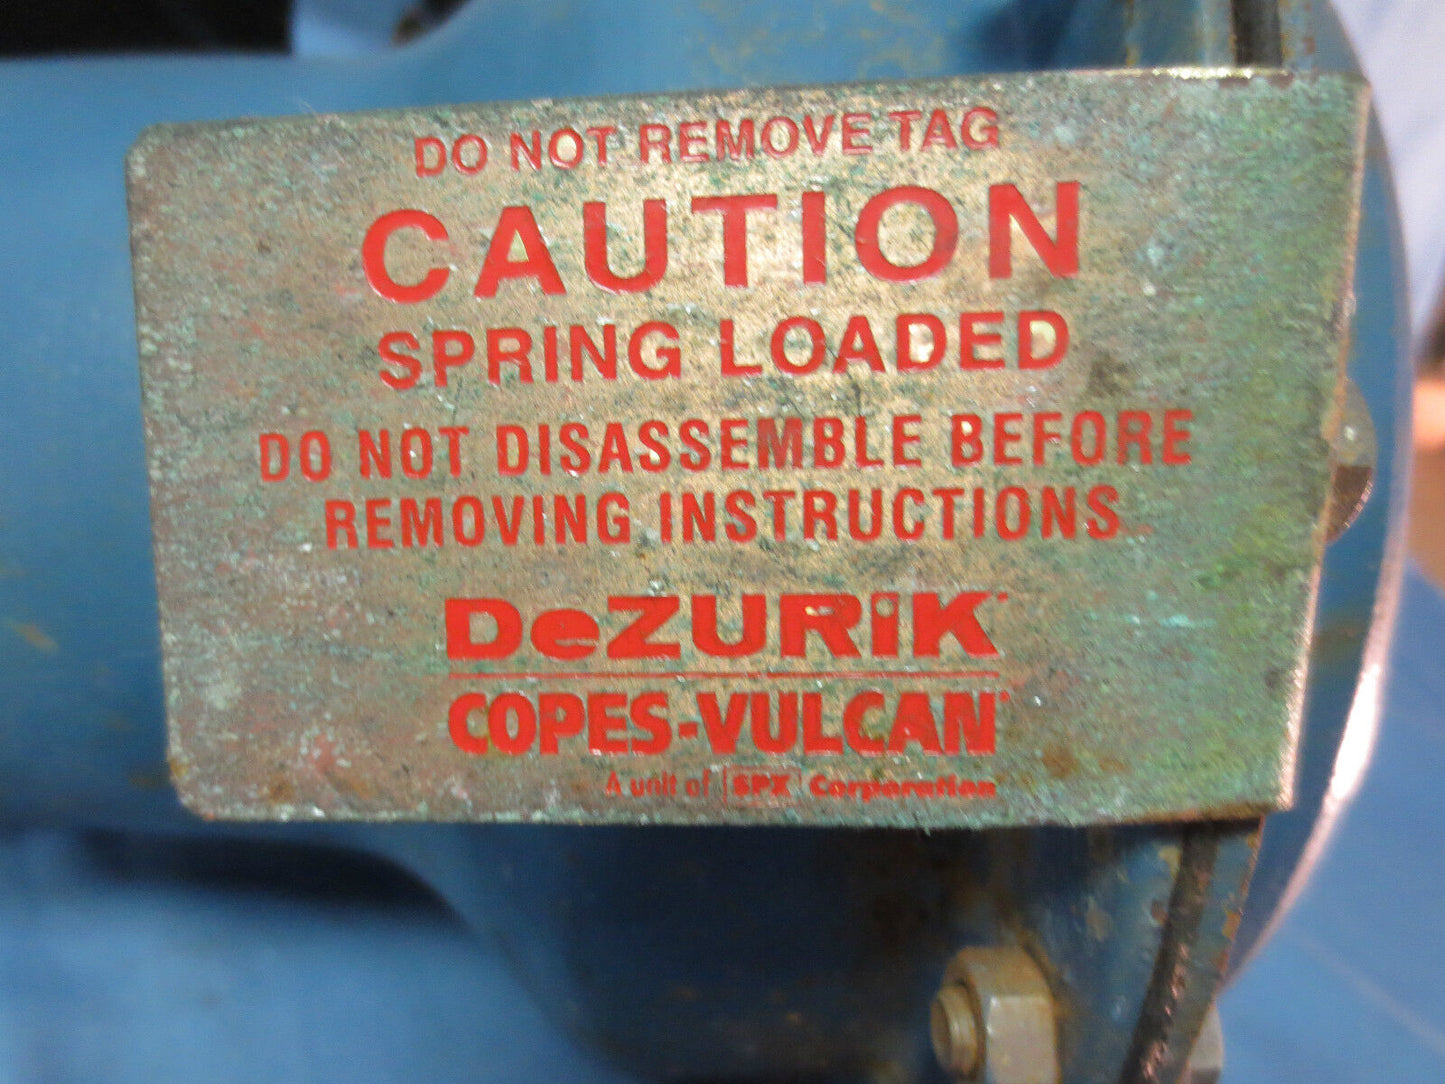 DO NOT REMOVE TAG
CAUTION
SPRING LOADED
DO NOT DISASSEMBLE BEFORE
REMOVING INSTRUCTIONS
DeZURiK
COPES-VULCAN
A unit of SPX Corporation